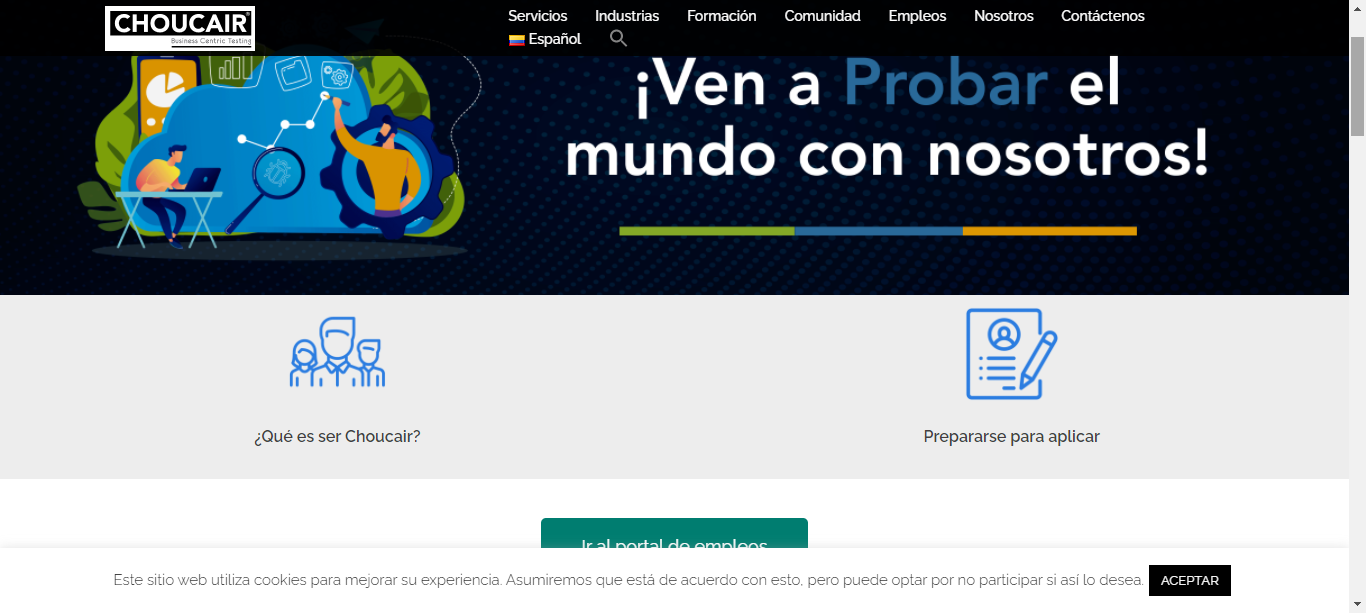 CHOUCAIR®
Business Centric Testing
Servicios Industrias Formación Comunidad Empleos Nosotros Contáctenos
Español
¡Ven a Probar el
mundo con nosotros!
¿Qué es ser Choucair?
Prepararse para aplicar
Ir al portal de empleos
Este sitio web utiliza cookies para mejorar su experiencia. Asumiremos que está de acuerdo con esto, pero puede optar por no participar si así lo desea. ACEPTAR